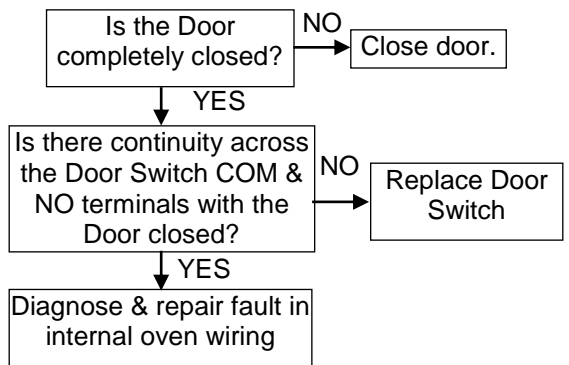 Is the Door
completely closed?
NO
Close door.
YES
Is there continuity across
the Door Switch COM &
NO terminals with the
Door closed?
NO
Replace Door
Switch
YES
Diagnose & repair fault in
internal oven wiring